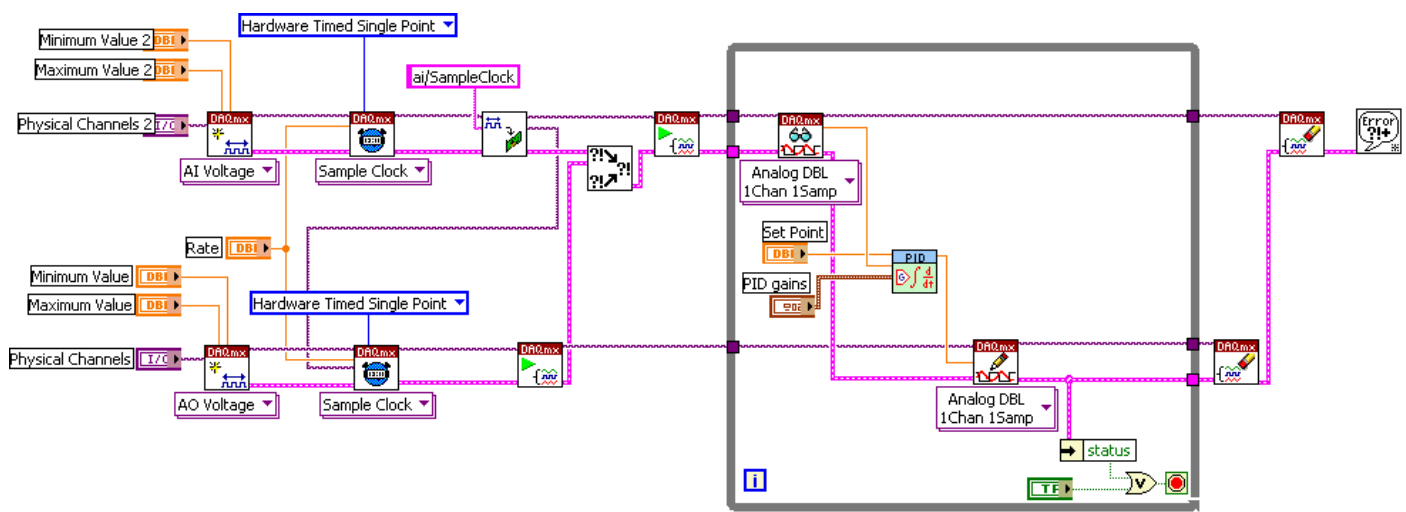 Hardware Timed Single Point
Minimum Value 2
DBL
Maximum Value 2
DBL
ai/SampleClock
Physical Channels 2
I/O
DAQmx
DAQmx
DAQmx
DAQmx
DAQmx
Error
?!+
?!
?!
?!
AI Voltage
Sample Clock
Analog DBL
1Chan 1Samp
Set Point
DBL
Rate
DBL
PID
G
d
dt
Minimum Value
DBL
PID gains
Maximum Value
DBL
Hardware Timed Single Point
Physical Channels
I/O
DAQmx
DAQmx
DAQmx
DAQmx
DAQmx
AO Voltage
Sample Clock
Analog DBL
1Chan 1Samp
status
i
TF
V